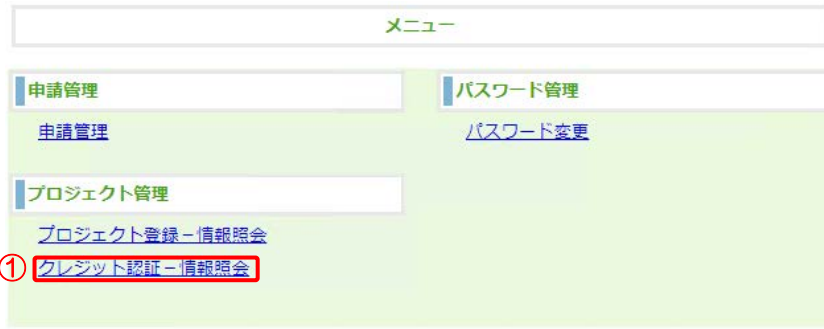 メニュー
申請管理
申請管理
プロジェクト管理
プロジェクト登録－情報照会
① クレジット認証－情報照会
パスワード管理
パスワード変更